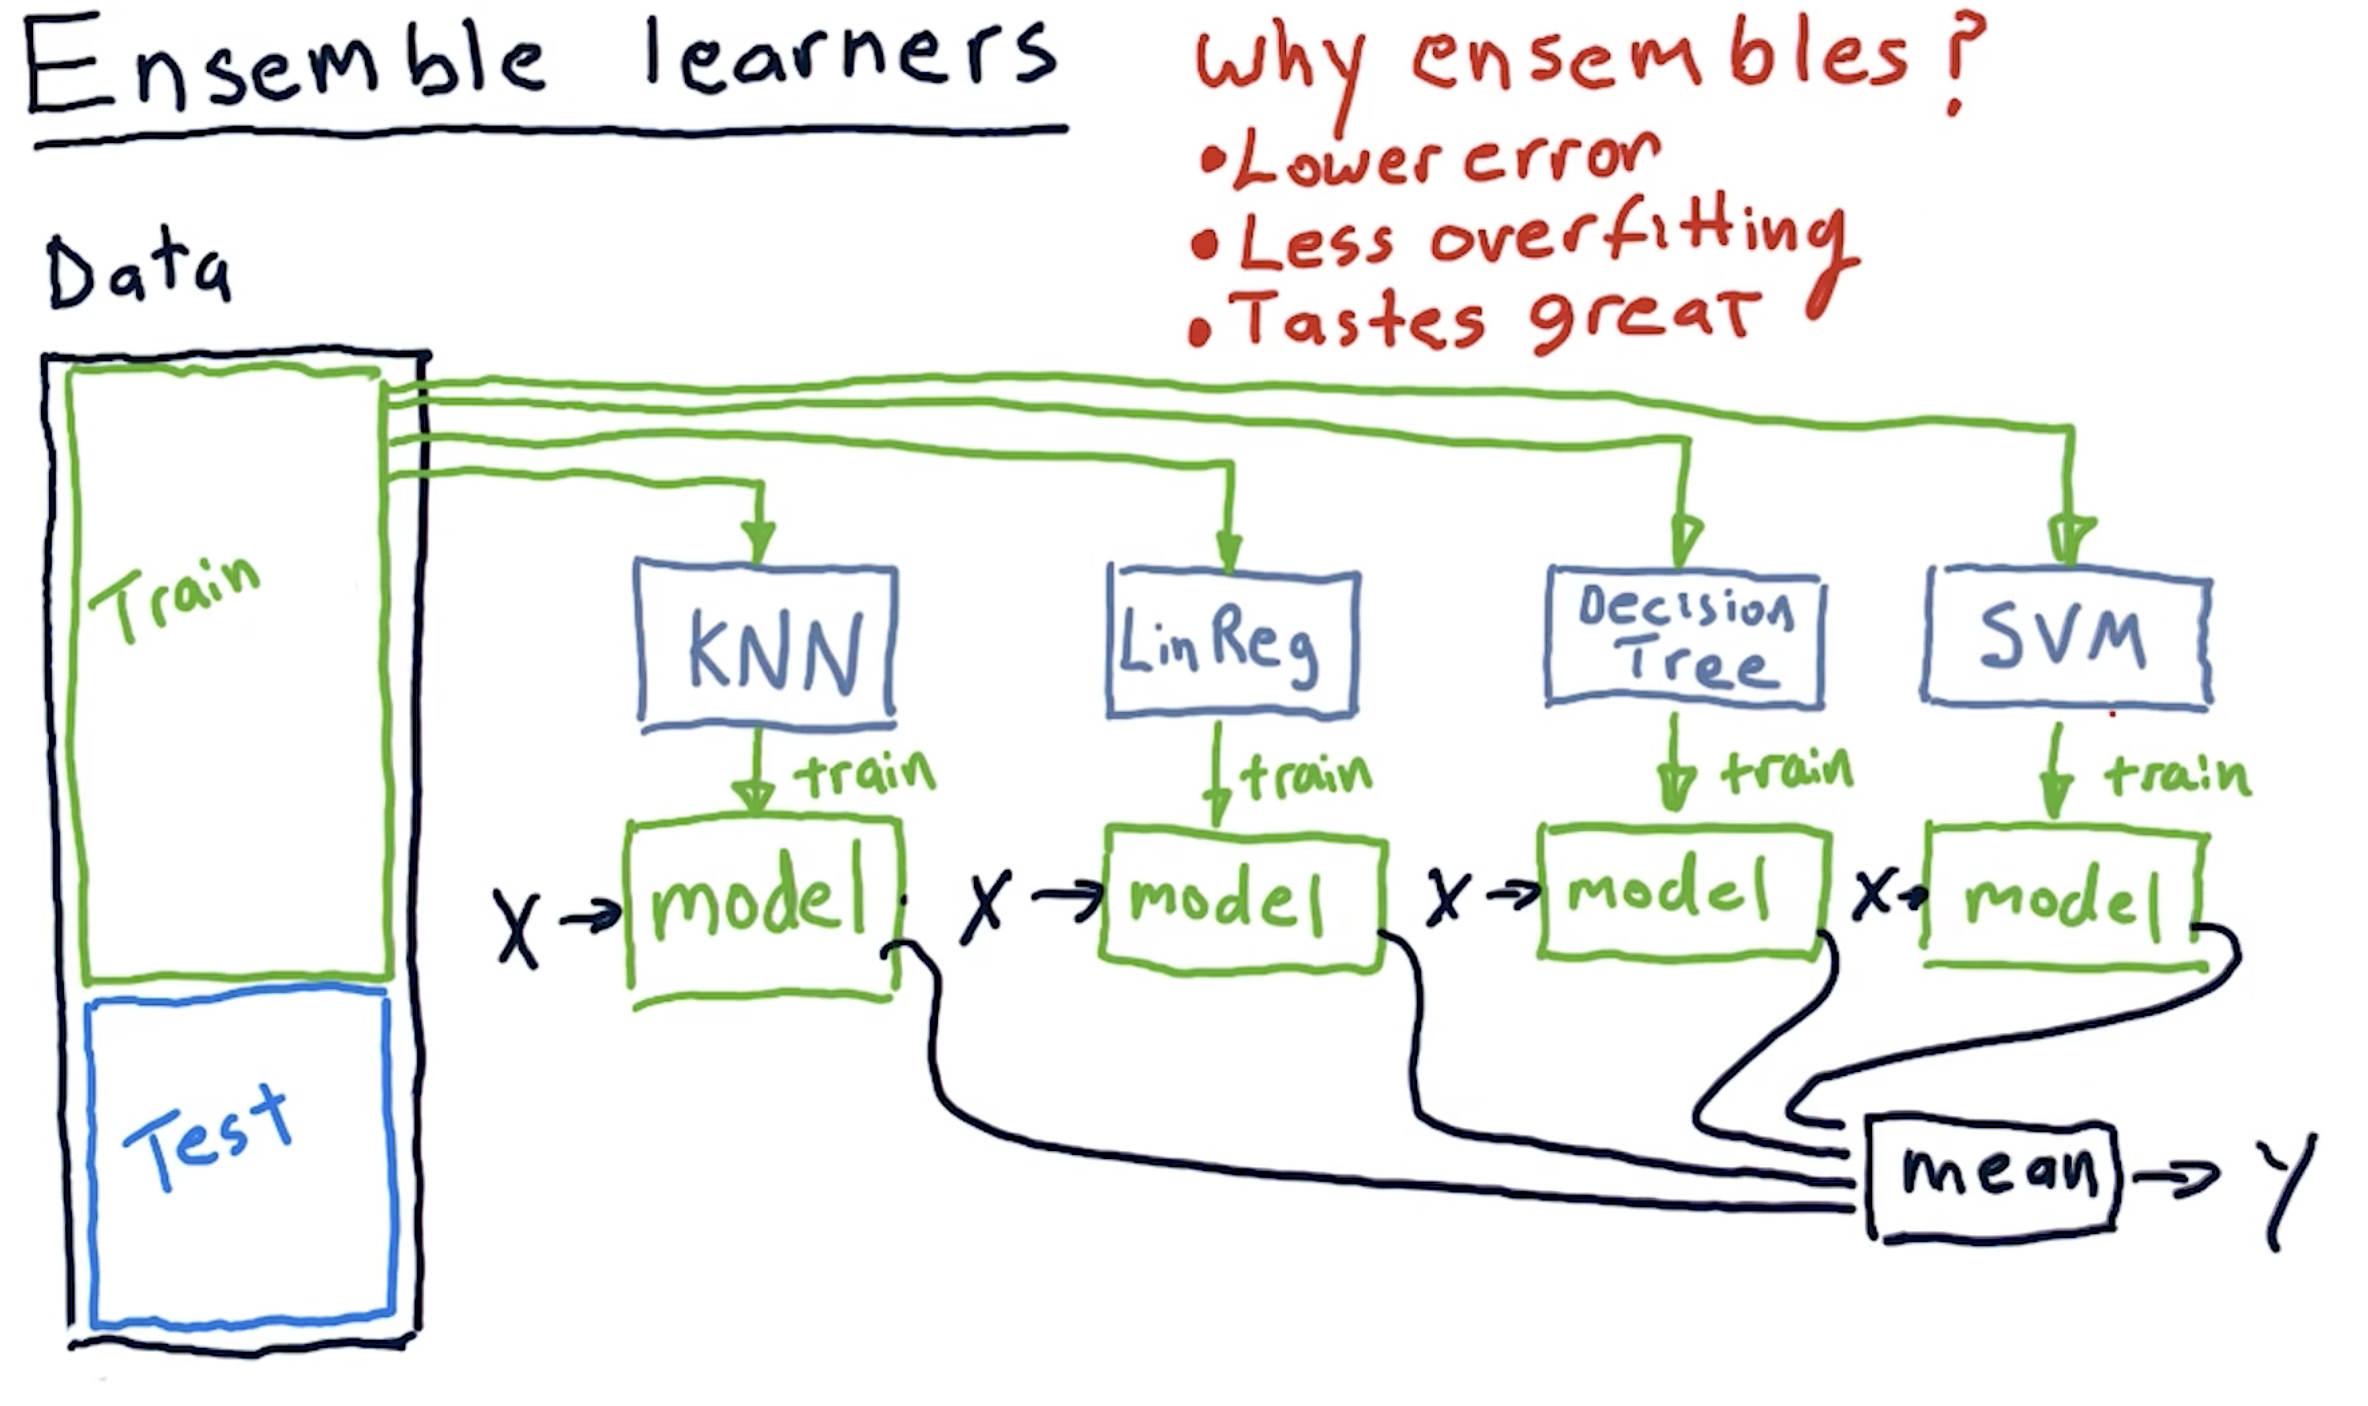 Ensemble learners
Why ensembles?
• Lower error
• Less overfitting
• Tastes great
Data
Train
Test
KNN
LinReg
Decision
Tree
SVM
train
train
train
train
X → model
X → model
X → model
X → model
mean → Y